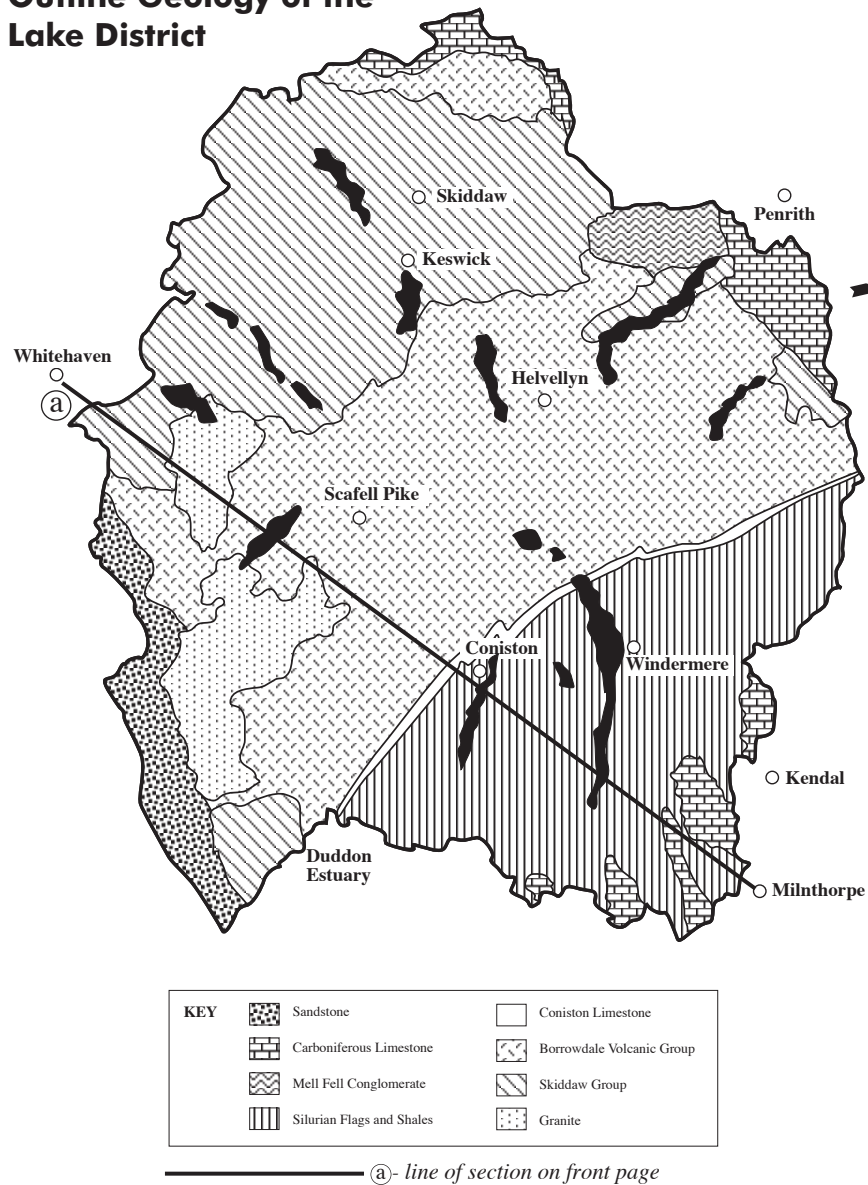 Outline Geology of the
Lake District
Skiddaw
Penrith
Keswick
Whitehaven
a
Helvellyn
Scafell Pike
Coniston
Windermere
Kendal
Duddon
Estuary
Milnthorpe
KEY
Sandstone
Coniston Limestone
Carboniferous Limestone
Borrowdale Volcanic Group
Mell Fell Conglomerate
Skiddaw Group
Silurian Flags and Shales
Granite
a - line of section on front page